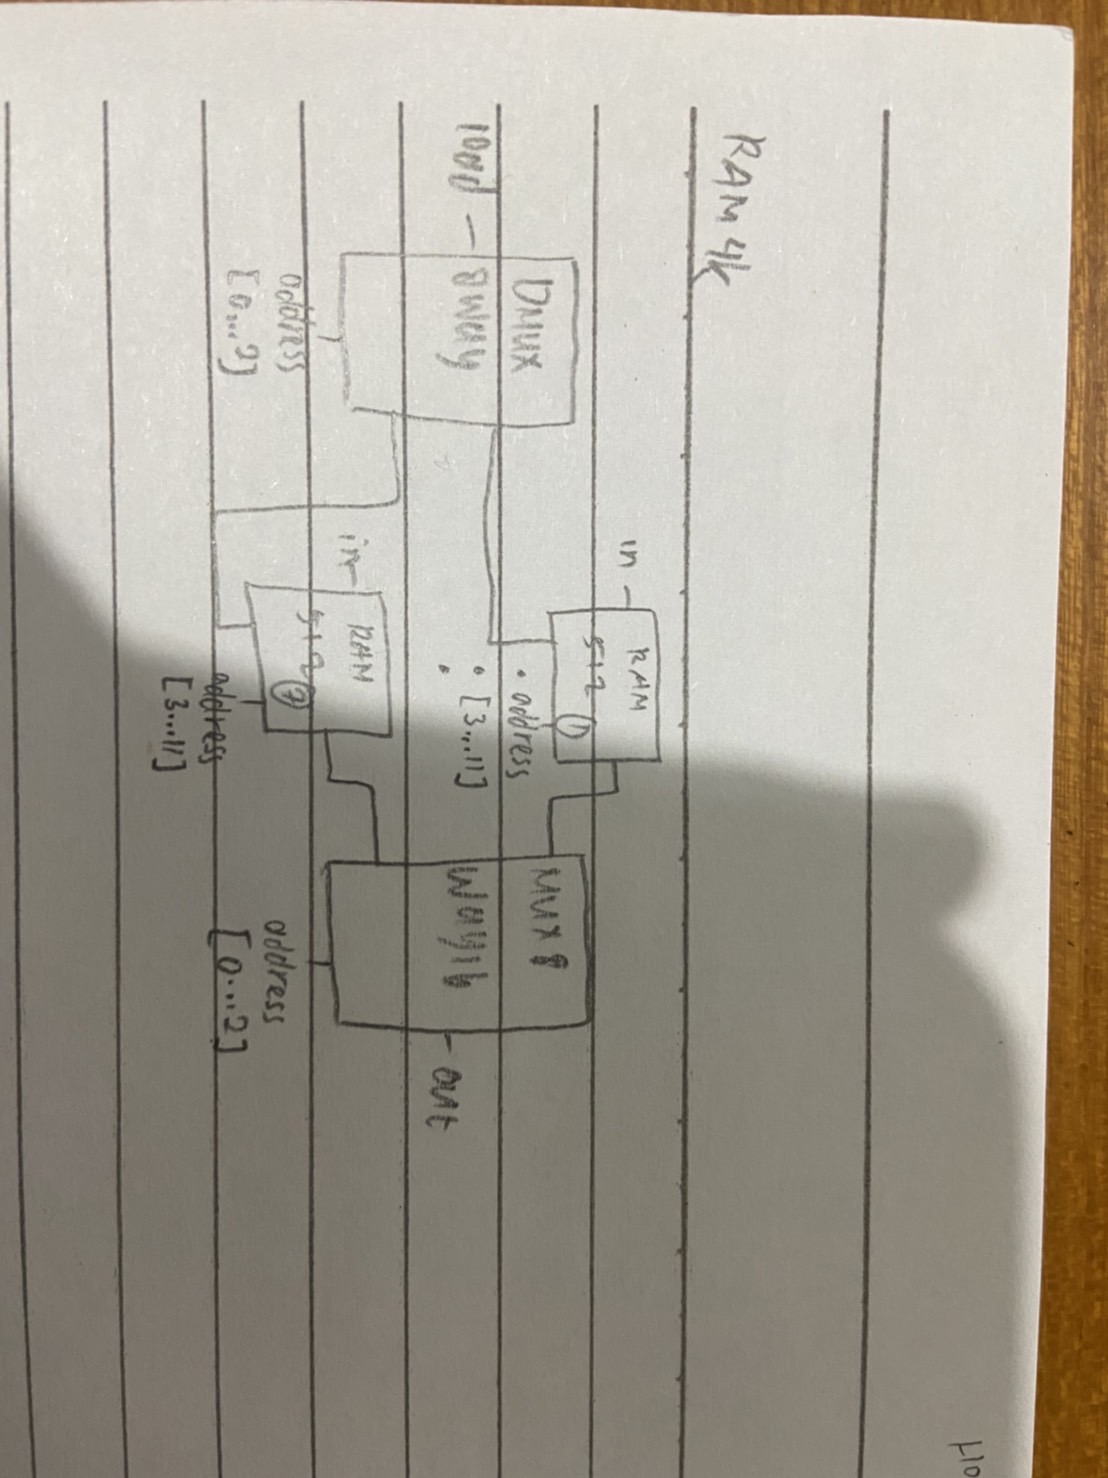 RAM 4K
in
RAM
512
1
DMUX
8way
load
address
[0...2]
address
[3...11]
in
RAM
512
7
address
[3...11]
MUX 8
Way16
out
address
[0...2]